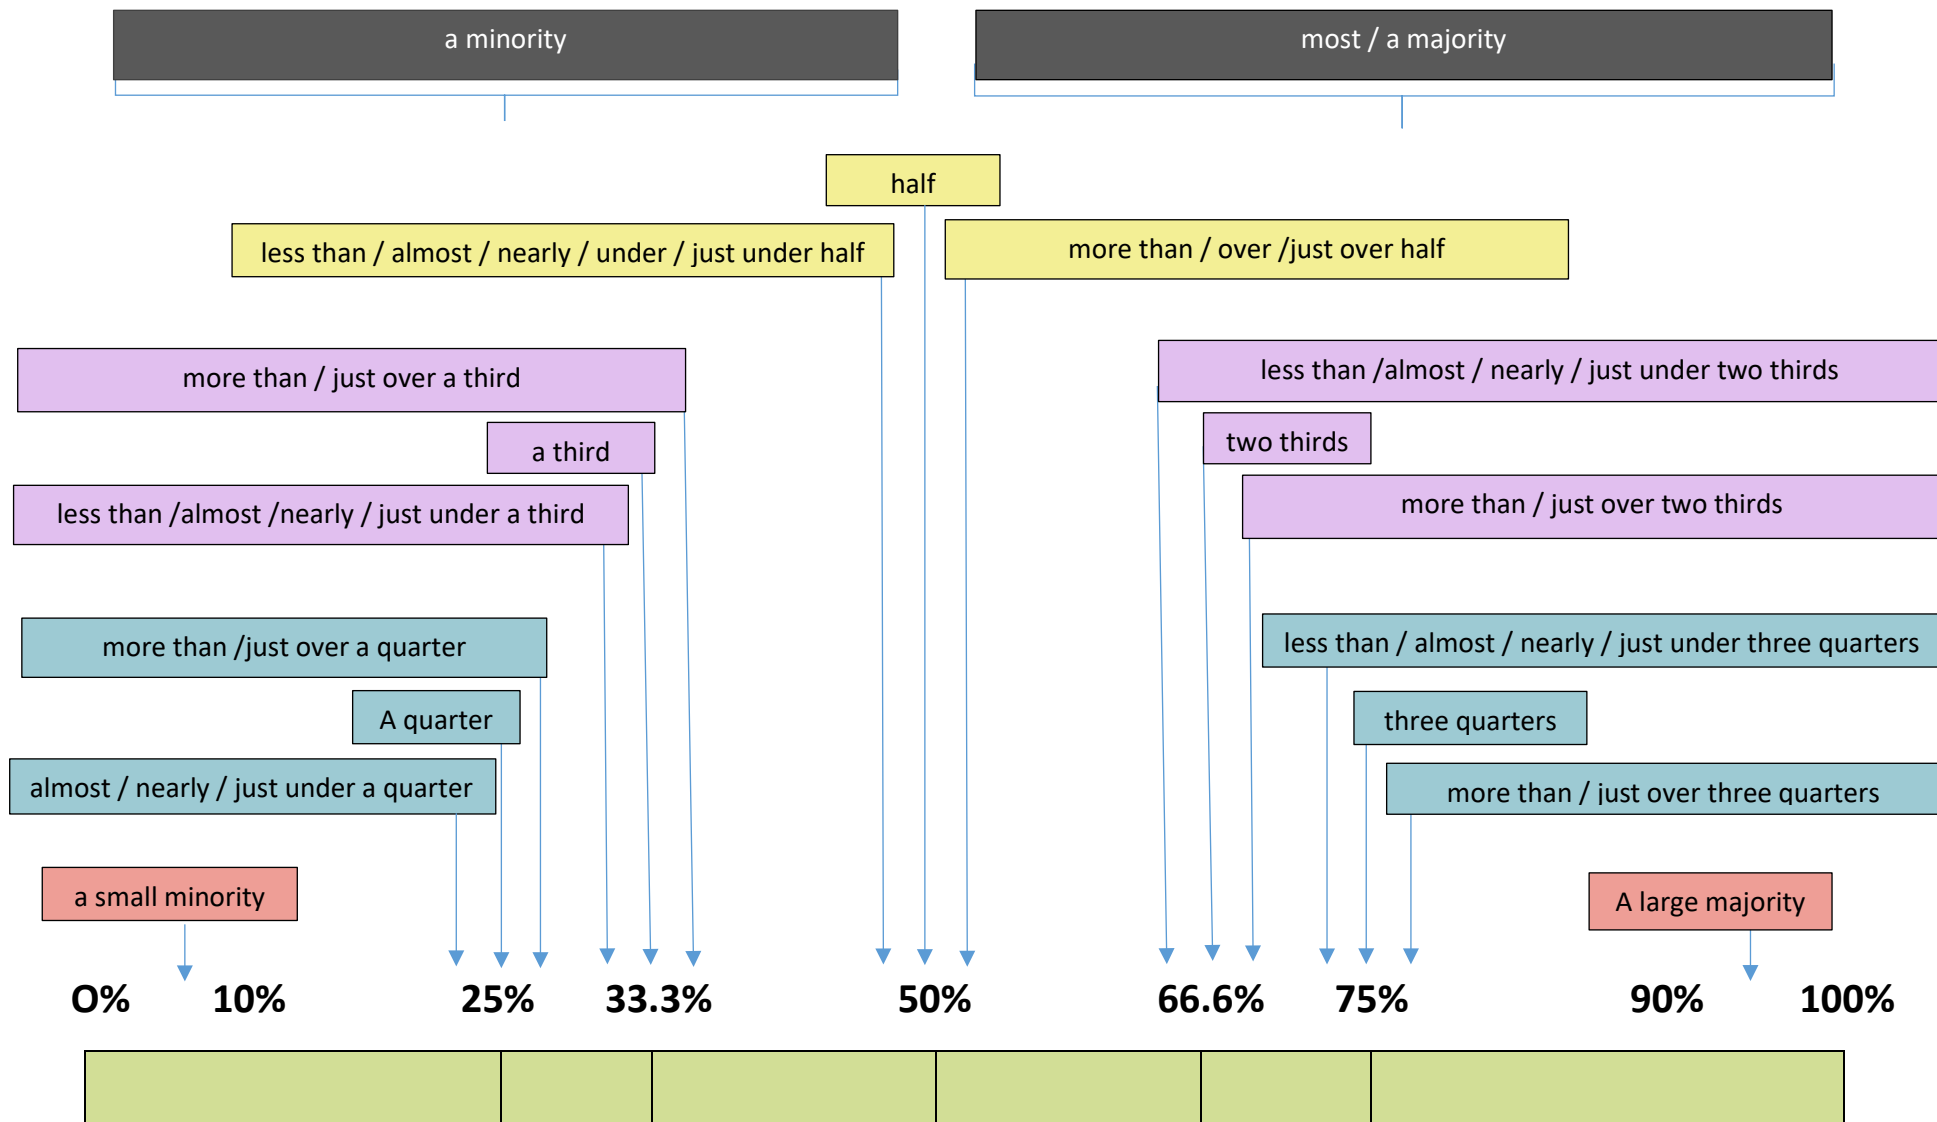 a minority
most / a majority
half
less than / almost / nearly / under / just under half
more than / over /just over half
more than / just over a third
less than /almost / nearly / just under two thirds
a third
two thirds
less than /almost /nearly / just under a third
more than / just over two thirds
more than /just over a quarter
less than / almost / nearly / just under three quarters
A quarter
three quarters
almost / nearly / just under a quarter
more than / just over three quarters
a small minority
A large majority
O% 10% 25% 33.3% 50% 66.6% 75% 90% 100%